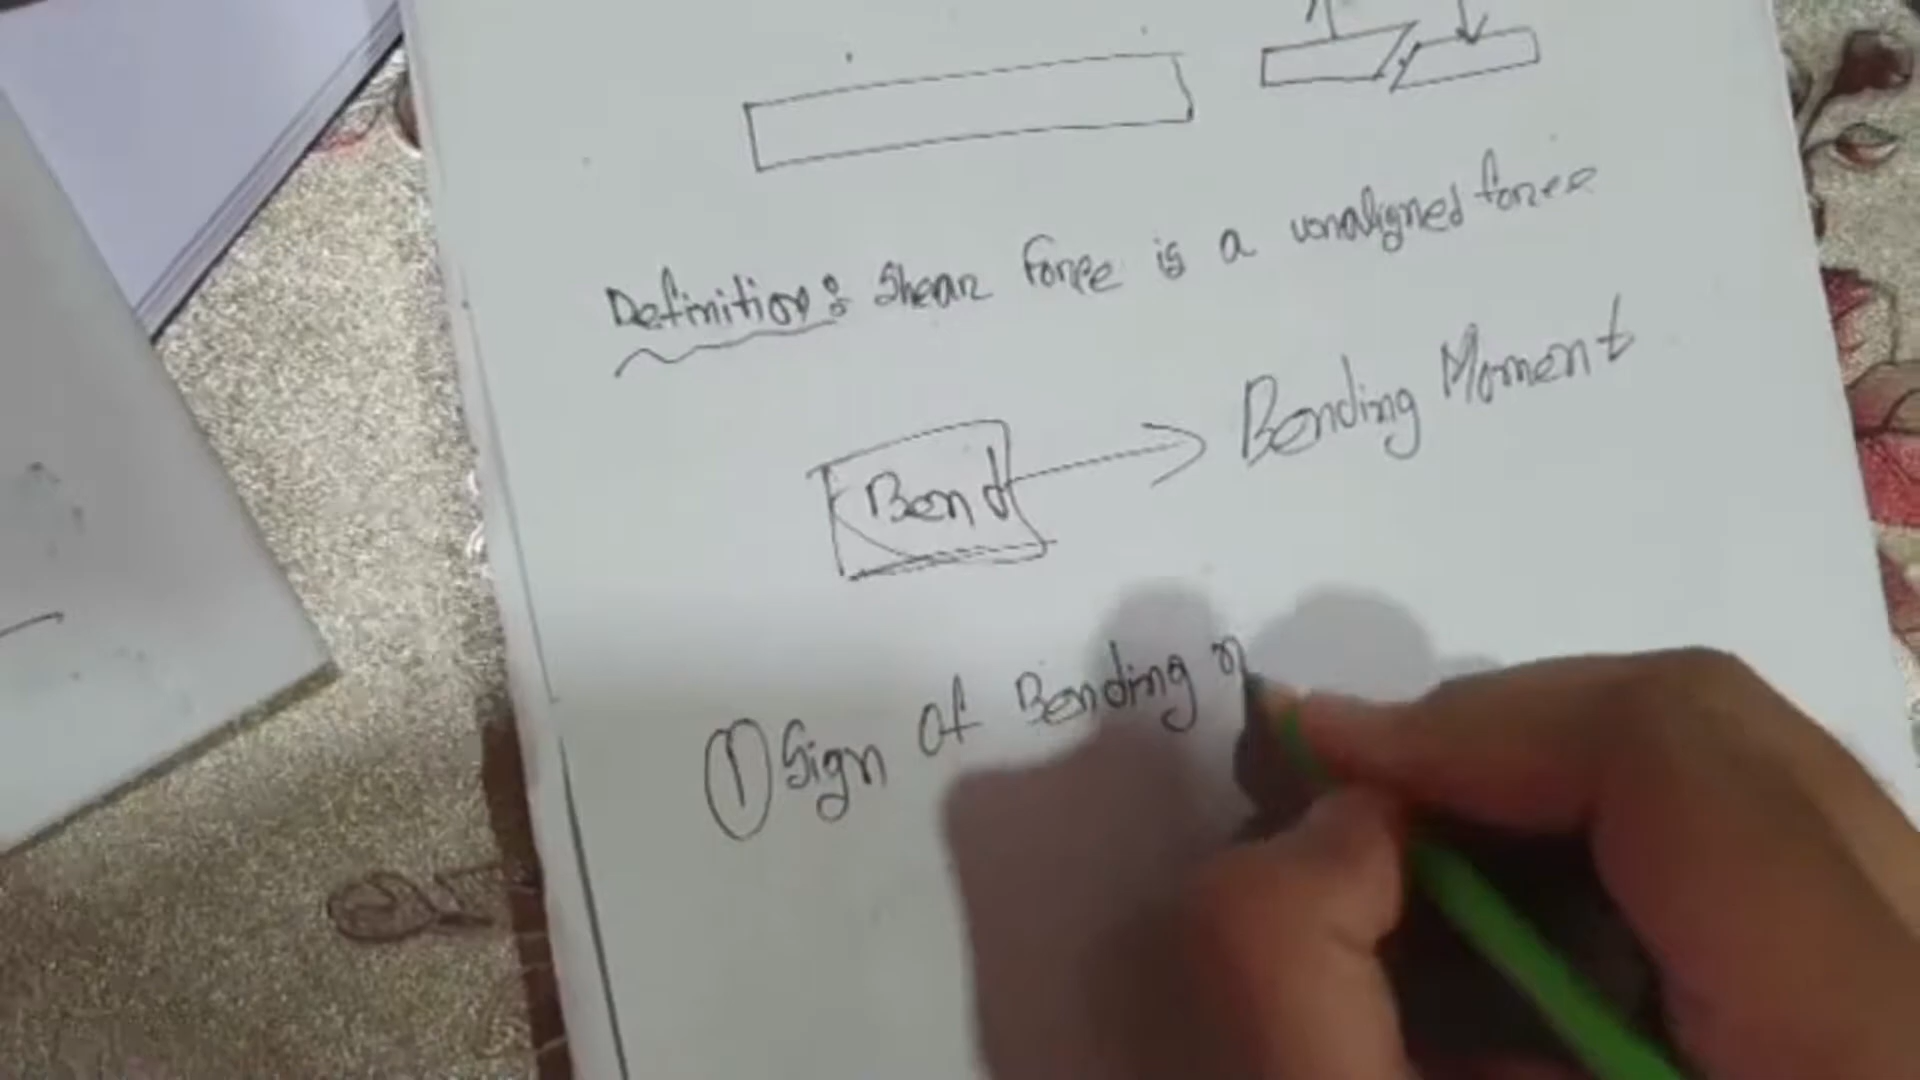 Definition: Shear Force is a unaligned force
Bend
Bending Moment
① Sign of Bending m